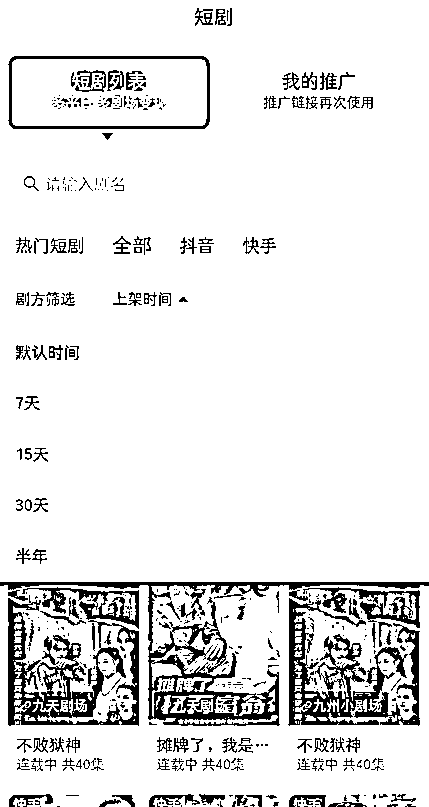 短剧
短剧列表
我的推广
推广链接再次使用
请输入剧名
热门短剧 全部 抖音 快手
剧方筛选 上架时间
默认时间
7天
15天
30天
半年
九天剧场
摊牌了
九天剧场
九州小剧场
不败狱神
摊牌了，我是…
不败狱神
连载中 共40集
连载中 共40集
连载中 共40集